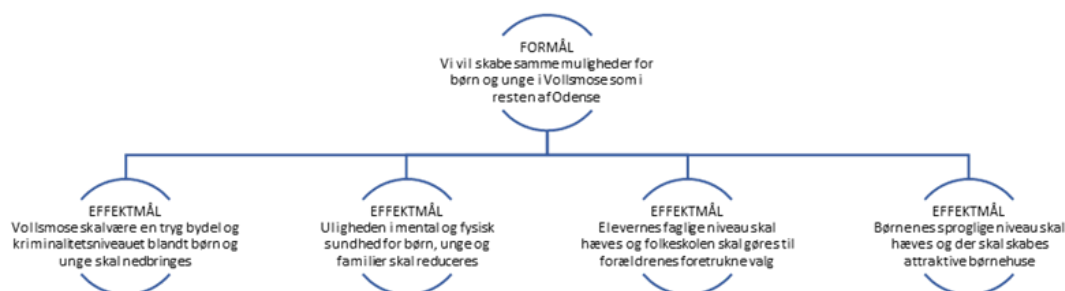 FORMÅL
Vi vil skabe samme muligheder for
børn og unge i Vollsmose som i
resten af Odense
EFFEKTMÅL
Vollsmose skal være en tryg bydel og
kriminalitetsniveauet blandt børn og
unge skal nedbringes
EFFEKTMÅL
Uligheden i mental og fysisk
sundhed for børn, unge og
familier skal reduceres
EFFEKTMÅL
Elevernes faglige niveau skal
hæves og folkeskolen skal gøres til
forældrenes foretrukne valg
EFFEKTMÅL
Børnenes sproglige niveau skal
hæves og der skal skabes
attraktive børnehuse